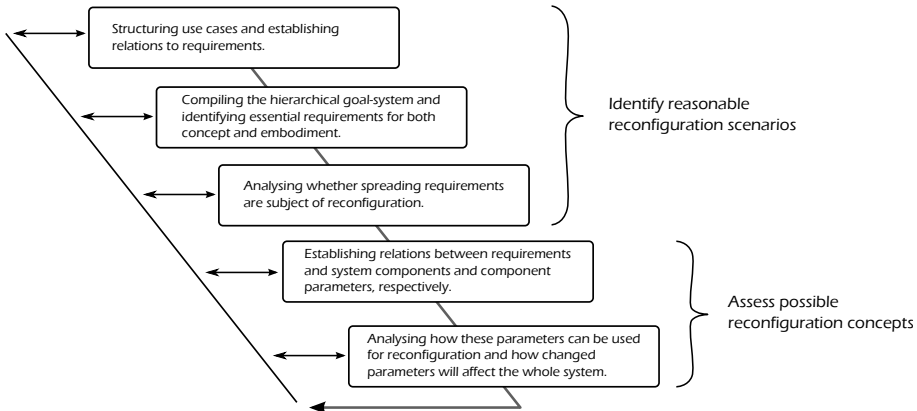 Structuring use cases and establishing
relations to requirements.
Compiling the hierarchical goal-system and
identifying essential requirements for both
concept and embodiment.
Analysing whether spreading requirements
are subject of reconfiguration.
Identify reasonable
reconfiguration scenarios
Establishing relations between requirements
and system components and component
parameters, respectively.
Analysing how these parameters can be used
for reconfiguration and how changed
parameters will affect the whole system.
Assess possible
reconfiguration concepts